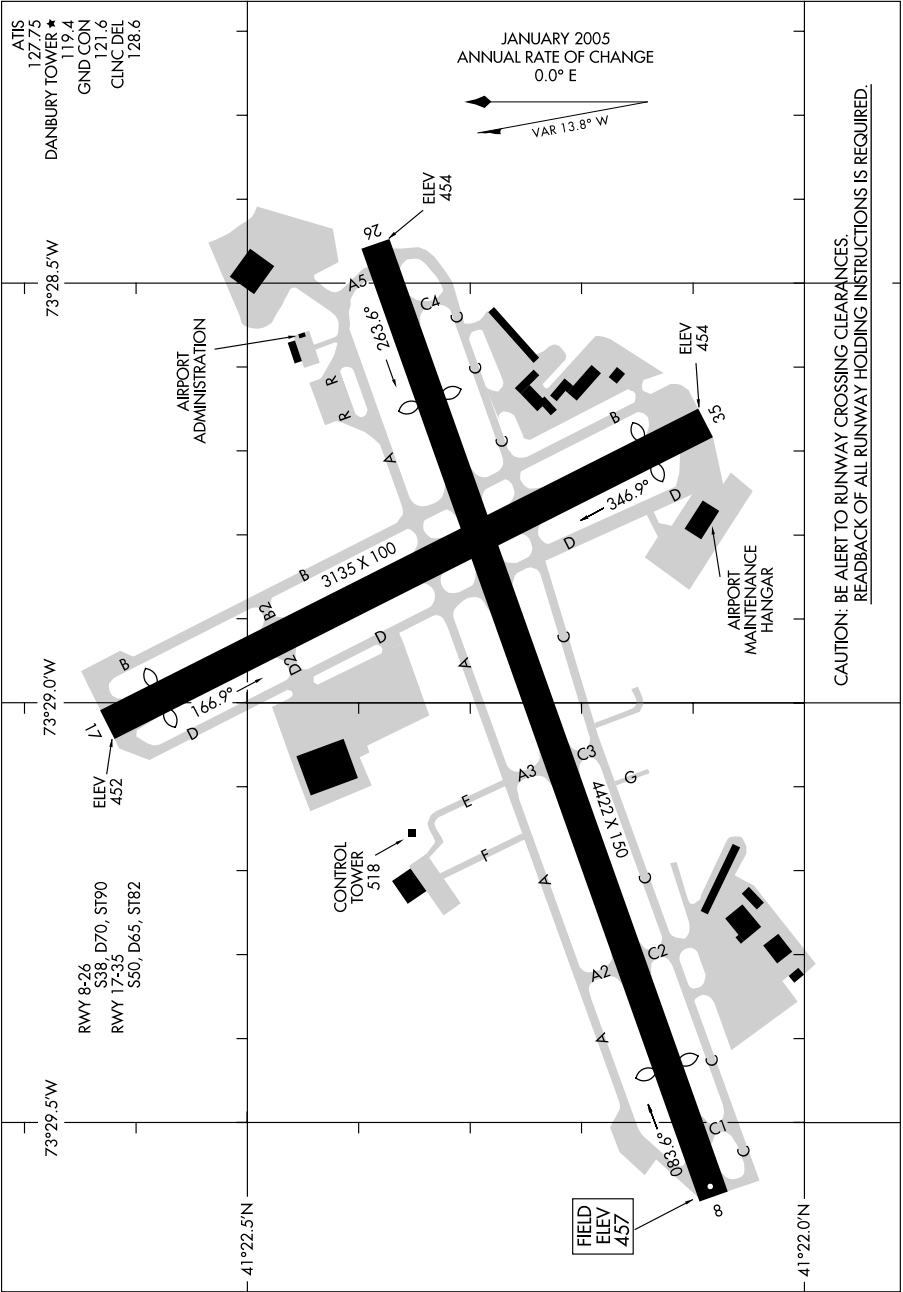 ATIS
127.75
DANBURY TOWER ★
119.4
GND CON
121.6
CLNC DEL
128.6
JANUARY 2005
ANNUAL RATE OF CHANGE
0.0° E
VAR 13.8° W
73°29.5'W
73°29.0'W
73°28.5'W
41°22.5'N
41°22.0'N
RWY 8-26
S38, D70, ST90
RWY 17-35
S50, D65, ST82
AIRPORT
ADMINISTRATION
ELEV
454
26
A5
263.6°
C4
C
C
C
R
R
A
ELEV
454
35
B
346.9°
D
D
AIRPORT
MAINTENANCE
HANGAR
3135 X 100
B
B2
B
D2
D
D
166.9°
17
ELEV
452
CONTROL
TOWER
518
E
F
A
A3
C3
C
G
4422 X 150
A
C
A2
C2
A
C
C1
C
083.6°
8
FIELD
ELEV
457
CAUTION: BE ALERT TO RUNWAY CROSSING CLEARANCES.
READBACK OF ALL RUNWAY HOLDING INSTRUCTIONS IS REQUIRED.